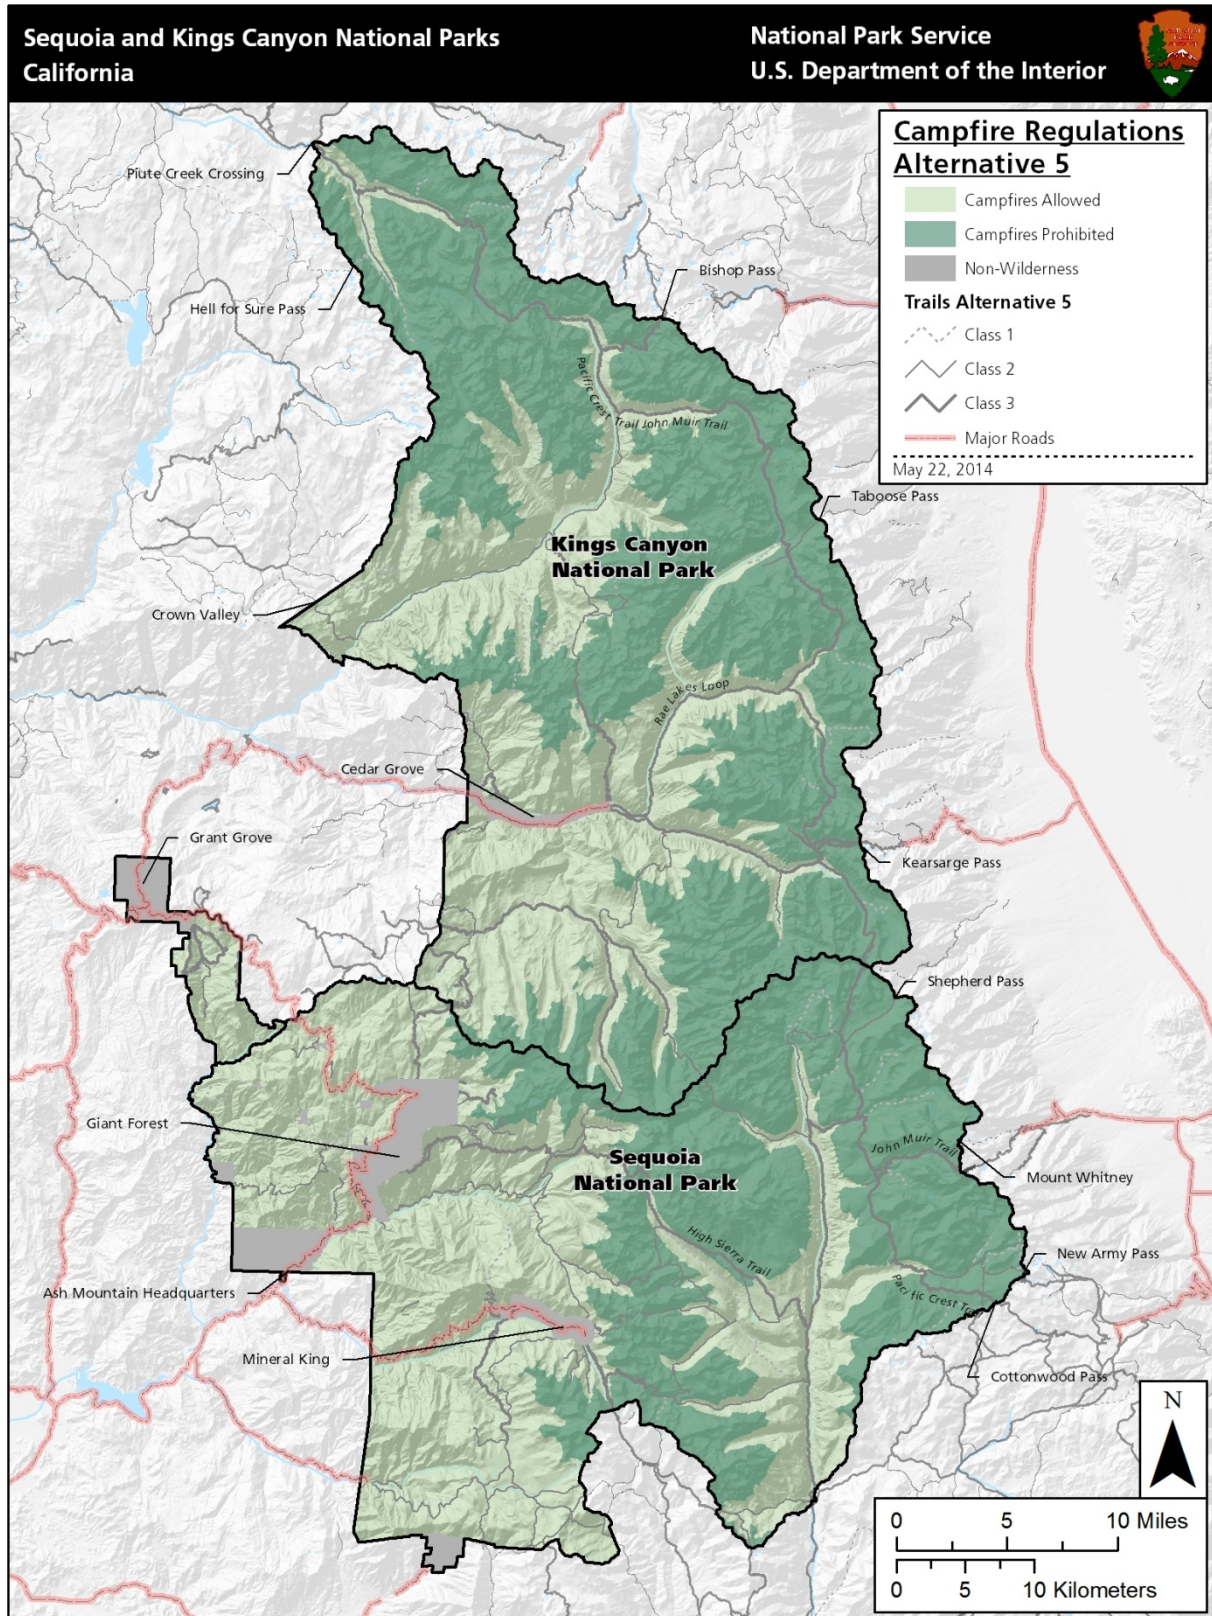 Sequoia and Kings Canyon National Parks
California
National Park Service
U.S. Department of the Interior
Campfire Regulations
Alternative 5
Campfires Allowed
Campfires Prohibited
Non-Wilderness
Trails Alternative 5
Class 1
Class 2
Class 3
Major Roads
May 22, 2014
Piute Creek Crossing
Hell for Sure Pass
Bishop Pass
Pacific Crest Trail John Muir Trail
Taboose Pass
Kings Canyon
National Park
Crown Valley
Rae Lakes Loop
Cedar Grove
Grant Grove
Kearsarge Pass
Shepherd Pass
Giant Forest
John Muir Trail
Sequoia
National Park
Mount Whitney
High Sierra Trail
New Army Pass
Ash Mountain Headquarters
Pacific Crest Trail
Mineral King
Cottonwood Pass
N
0 5 10 Miles
0 5 10 Kilometers